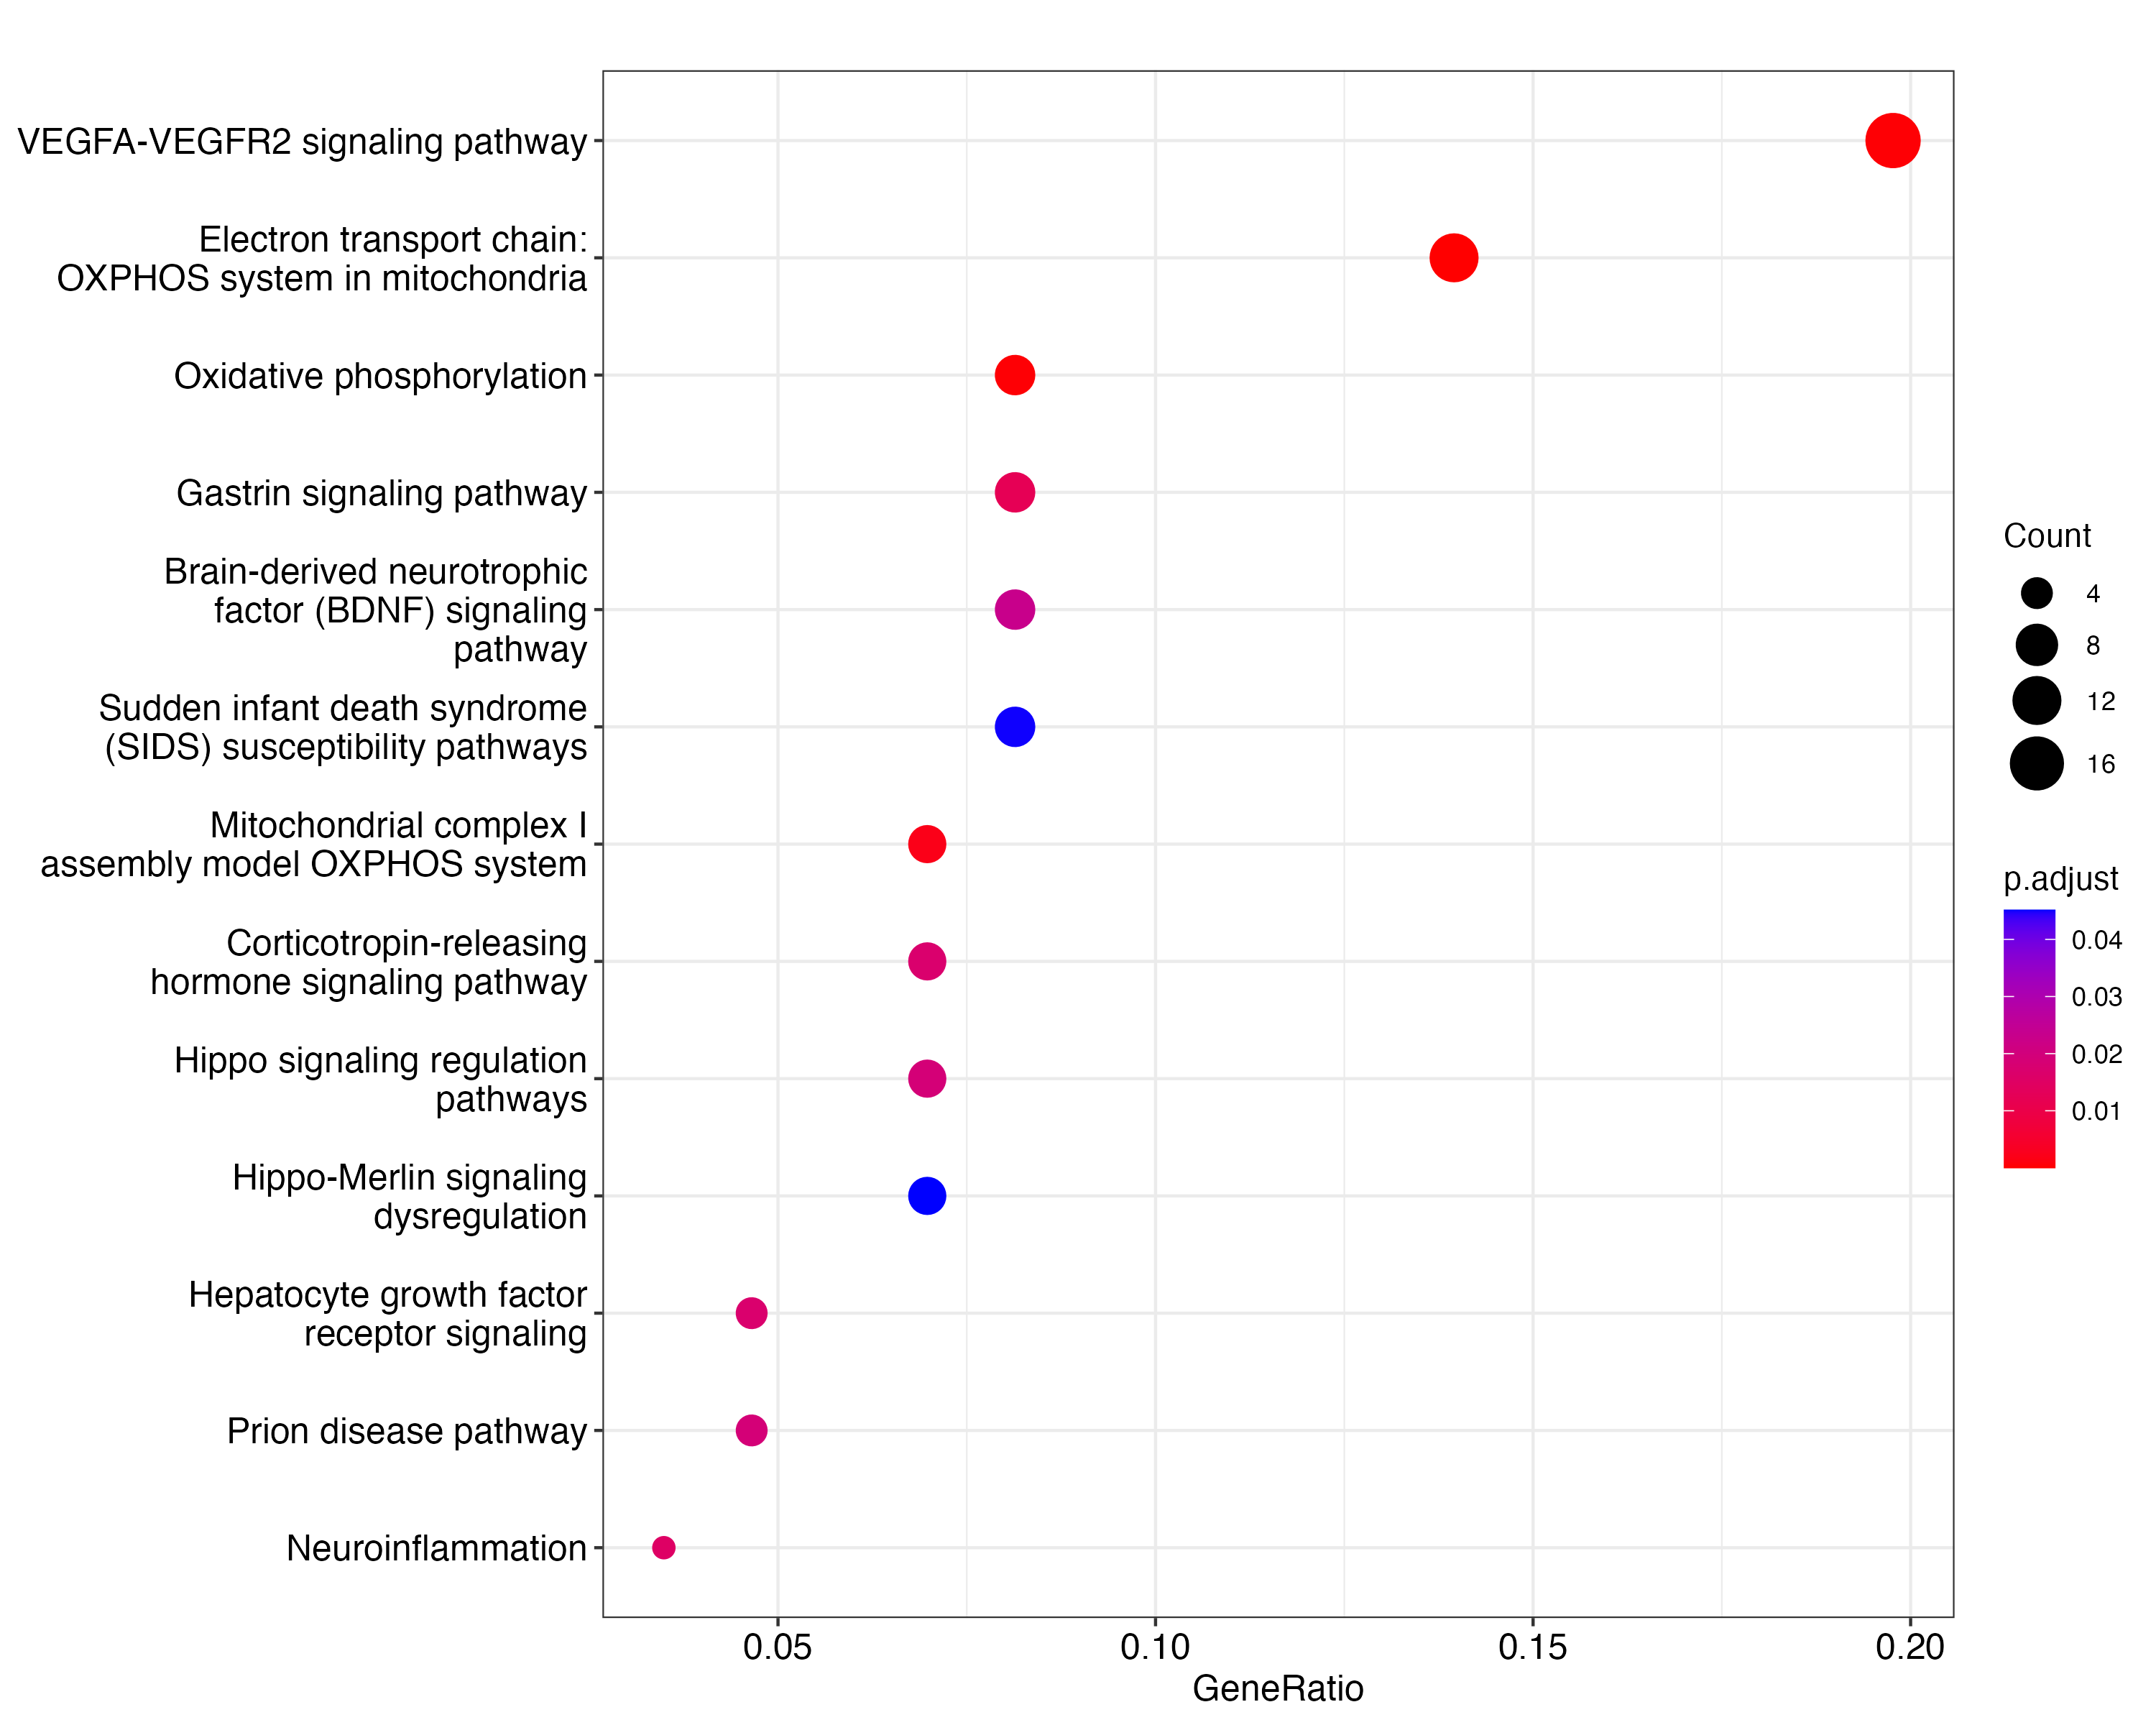 VEGFA-VEGFR2 signaling pathway
Electron transport chain:
OXPHOS system in mitochondria
Oxidative phosphorylation
Gastrin signaling pathway
Brain-derived neurotrophic
factor (BDNF) signaling
pathway
Sudden infant death syndrome
(SIDS) susceptibility pathways
Mitochondrial complex I
assembly model OXPHOS system
Corticotropin-releasing
hormone signaling pathway
Hippo signaling regulation
pathways
Hippo-Merlin signaling
dysregulation
Hepatocyte growth factor
receptor signaling
Prion disease pathway
Neuroinflammation
0.05 0.10 0.15 0.20
GeneRatio
Count
4
8
12
16
p.adjust
0.04
0.03
0.02
0.01